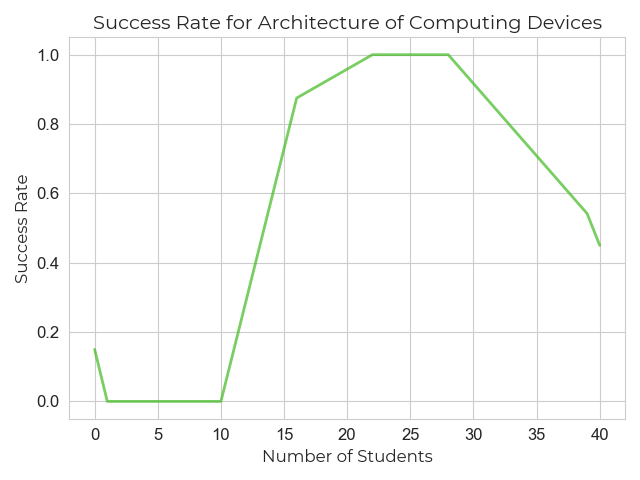 Success Rate for Architecture of Computing Devices
1.0
0.8
0.6
0.4
0.2
0.0
Success Rate
0 5 10 15 20 25 30 35 40
Number of Students